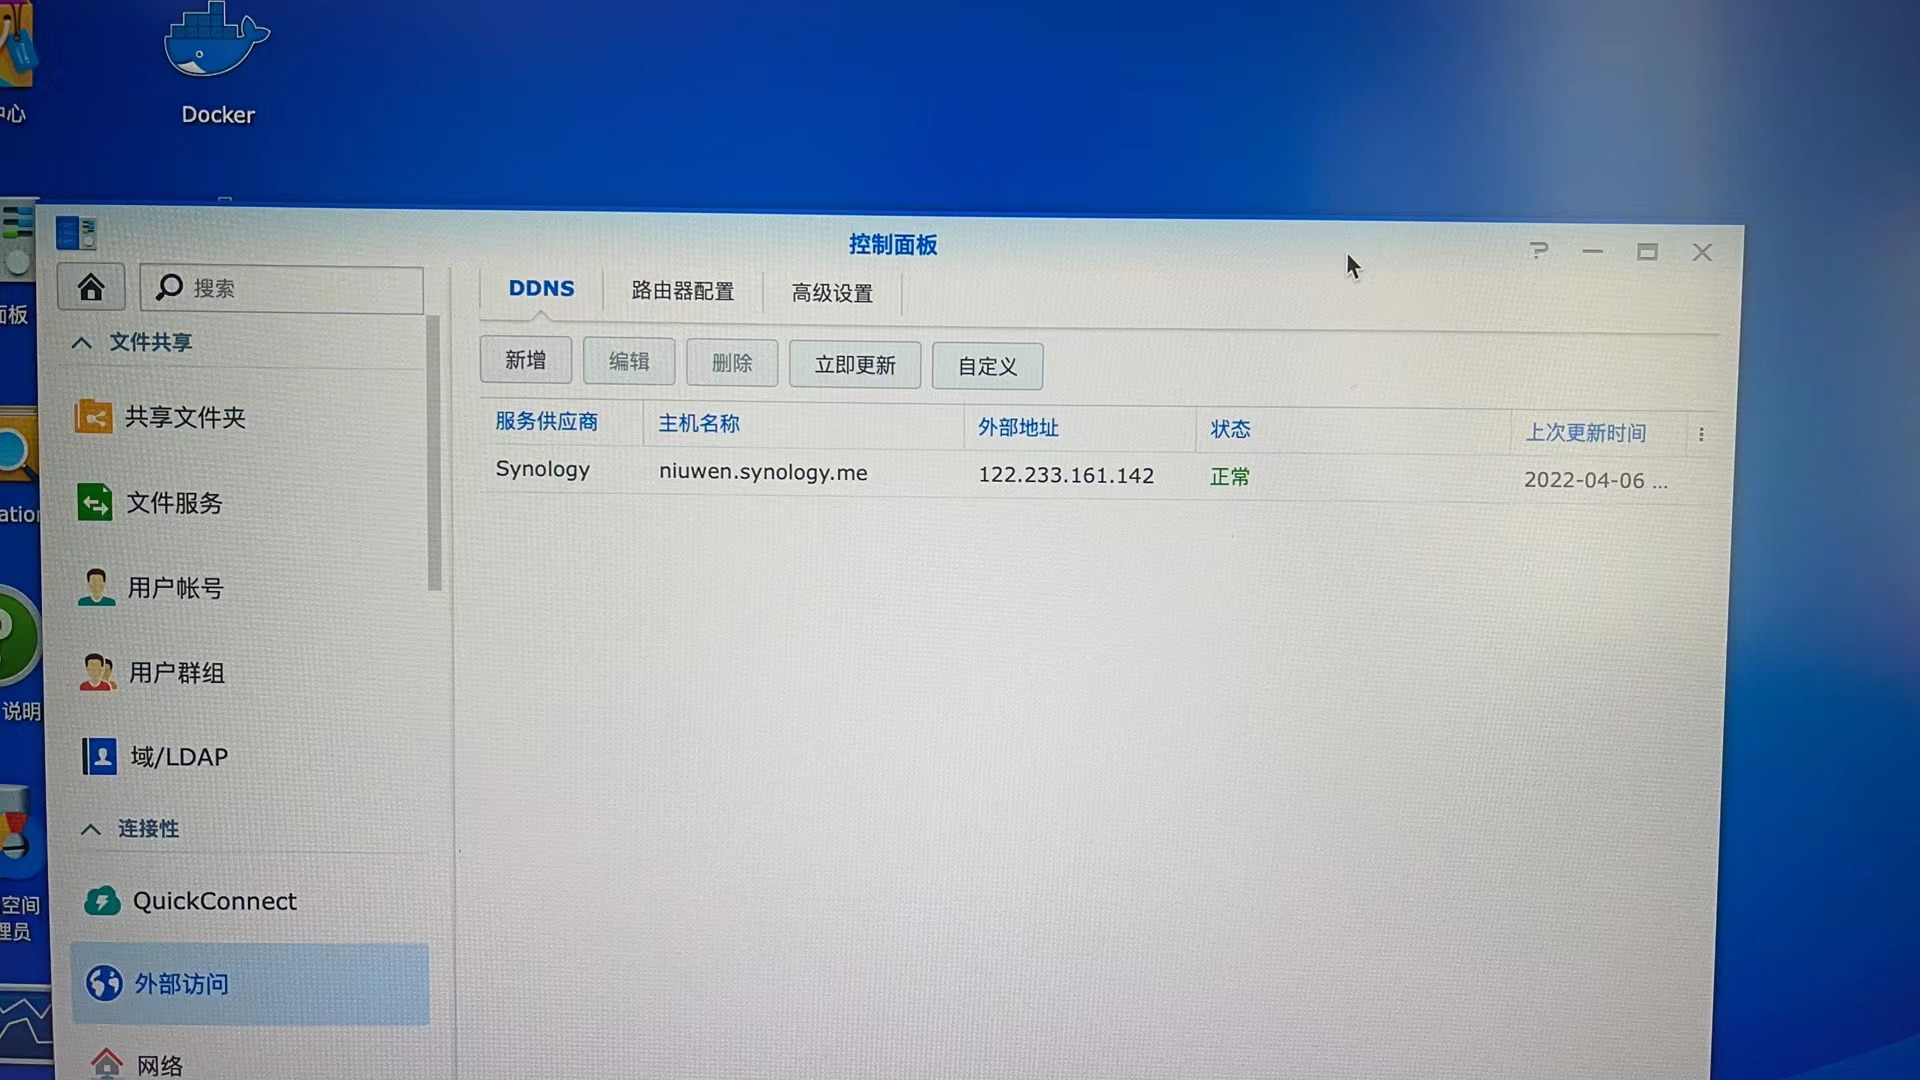 中心
Docker
控制面板
搜索
DDNS
路由器配置
高级设置
文件共享
新增
编辑
删除
立即更新
自定义
服务供应商
主机名称
外部地址
状态
上次更新时间
共享文件夹
Synology
niuwen.synology.me
122.233.161.142
正常
2022-04-06 ...
文件服务
用户帐号
用户群组
说明
域/LDAP
连接性
QuickConnect
空间
理员
外部访问
网络